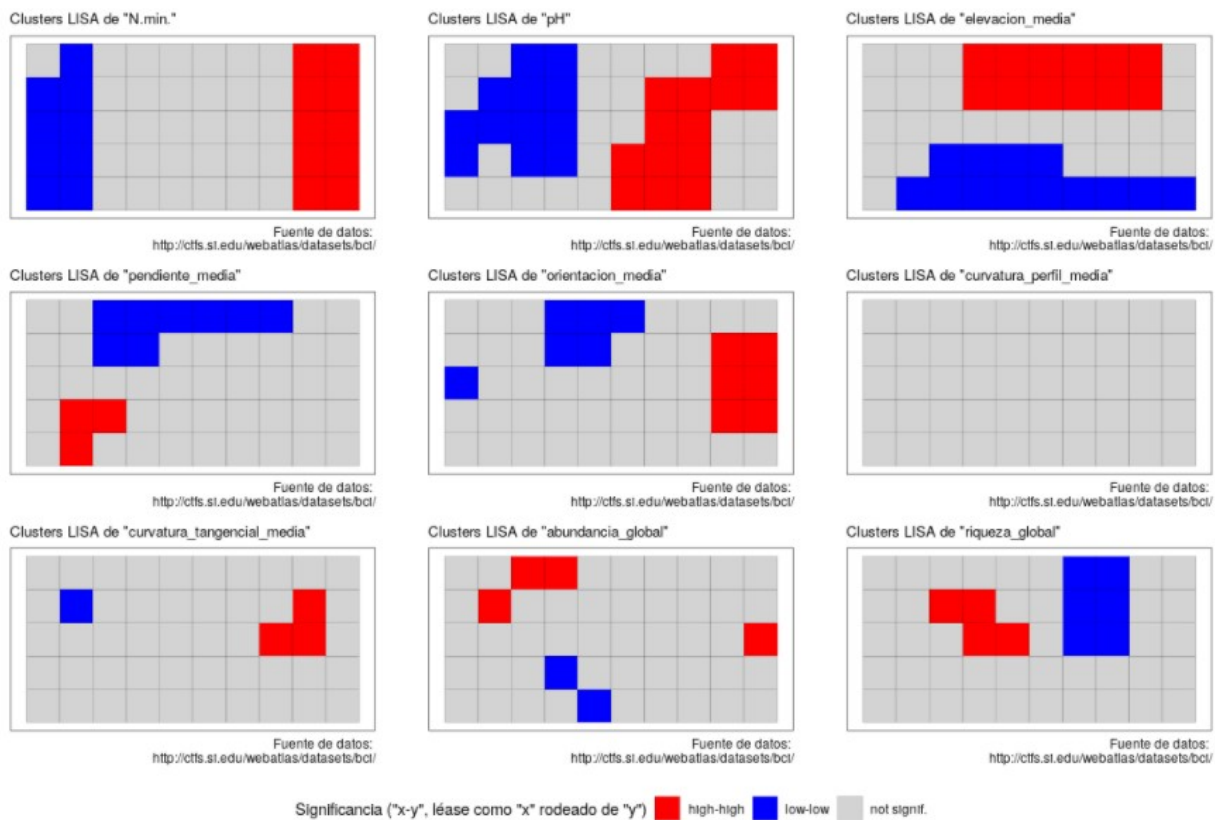 Clusters LISA de "N.min."
Clusters LISA de "pH"
Clusters LISA de "elevacion_media"
Fuente de datos:
http://ctfs.si.edu/webatlas/datasets/bci/
Fuente de datos:
http://ctfs.si.edu/webatlas/datasets/bci/
Fuente de datos:
http://ctfs.si.edu/webatlas/datasets/bci/
Clusters LISA de "pendiente_media"
Clusters LISA de "orientacion_media"
Clusters LISA de "curvatura_perfil_media"
Fuente de datos:
http://ctfs.si.edu/webatlas/datasets/bci/
Fuente de datos:
http://ctfs.si.edu/webatlas/datasets/bci/
Fuente de datos:
http://ctfs.si.edu/webatlas/datasets/bci/
Clusters LISA de "curvatura_tangencial_media"
Clusters LISA de "abundancia_global"
Clusters LISA de "riqueza_global"
Fuente de datos:
http://ctfs.si.edu/webatlas/datasets/bci/
Fuente de datos:
http://ctfs.si.edu/webatlas/datasets/bci/
Fuente de datos:
http://ctfs.si.edu/webatlas/datasets/bci/
Significancia ("x-y", léase como "x" rodeado de "y") high-high low-low not signif.